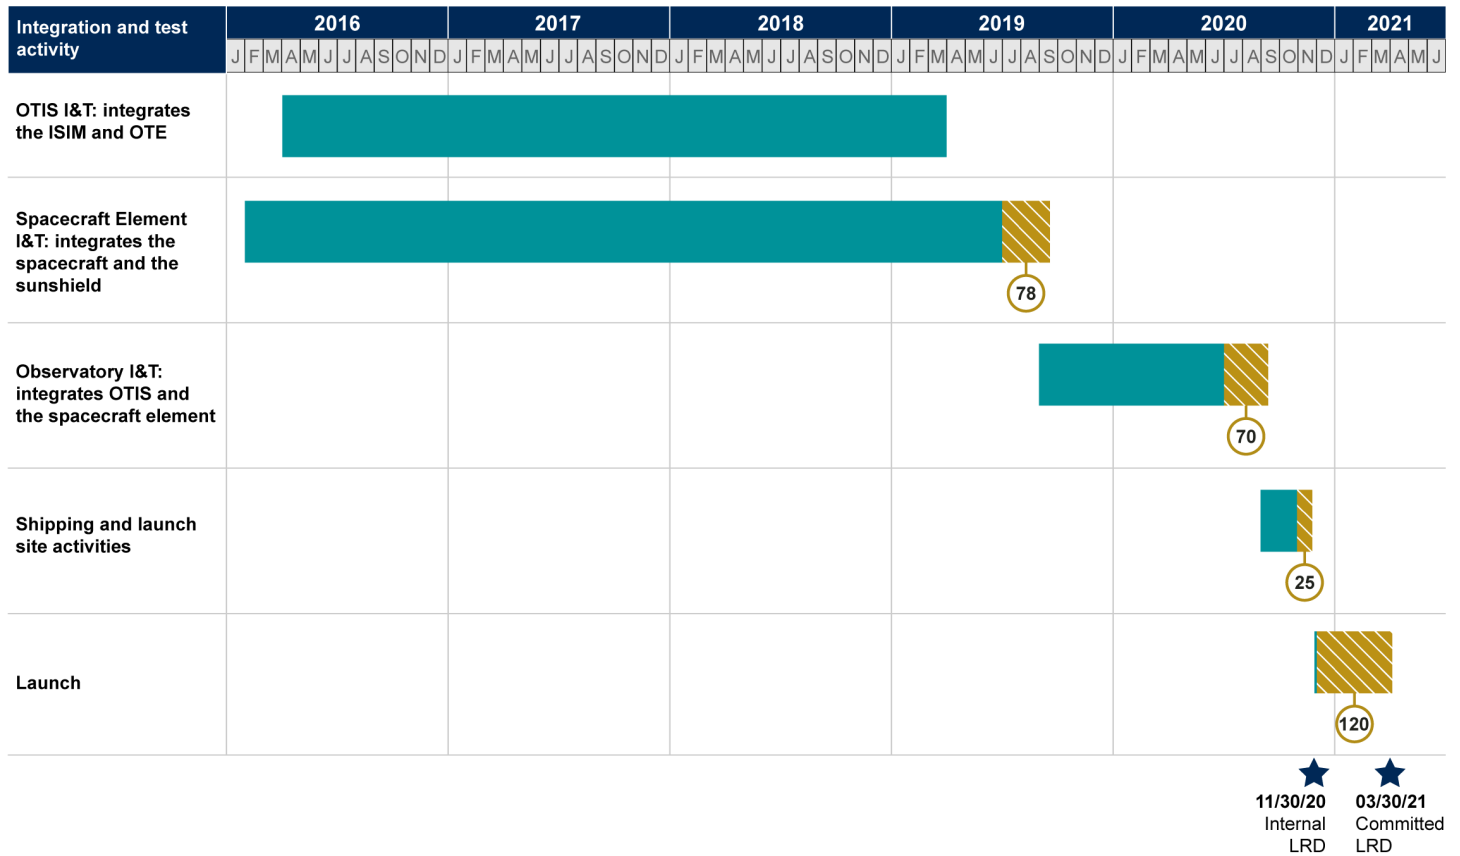 Integration and test
activity
2016 2017 2018 2019 2020 2021
J F M A M J J A S O N D J F M A M J J A S O N D J F M A M J J A S O N D J F M A M J J A S O N D J F M A M J J A S O N D J F M A M J
OTIS I&T: integrates
the ISIM and OTE
Spacecraft Element
I&T: integrates the
spacecraft and the
sunshield
78
Observatory I&T:
integrates OTIS and
the spacecraft element
70
Shipping and launch
site activities
25
Launch
120
11/30/20
Internal
LRD
03/30/21
Committed
LRD